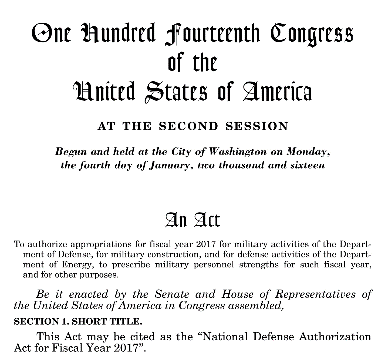 One Hundred Fourteenth Congress
of the
United States of America
AT THE SECOND SESSION
Begun and held at the City of Washington on Monday,
the fourth day of January, two thousand and sixteen
An Act
To authorize appropriations for fiscal year 2017 for military activities of the Depart-
ment of Defense, for military construction, and for defense activities of the Depart-
ment of Energy, to prescribe military personnel strengths for such fiscal year,
and for other purposes.
Be it enacted by the Senate and House of Representatives of
the United States of America in Congress assembled,
SECTION 1. SHORT TITLE.
This Act may be cited as the “National Defense Authorization
Act for Fiscal Year 2017”.